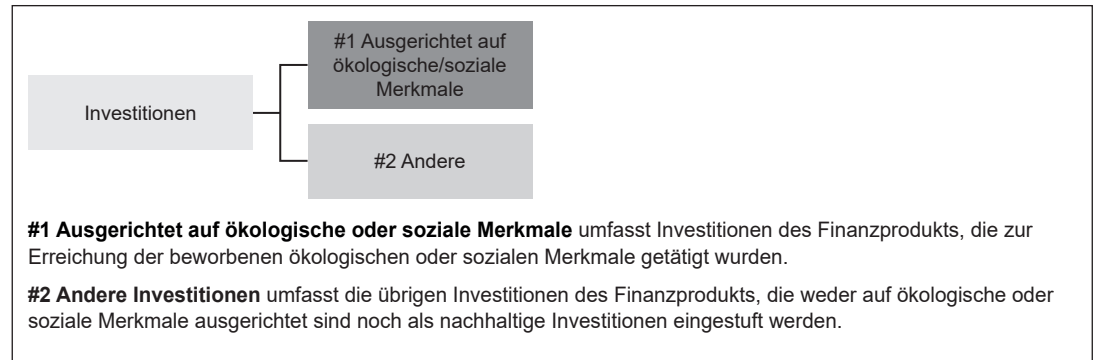 #1 Ausgerichtet auf
ökologische/soziale
Merkmale
Investitionen
#2 Andere
#1 Ausgerichtet auf ökologische oder soziale Merkmale umfasst Investitionen des Finanzprodukts, die zur
Erreichung der beworbenen ökologischen oder sozialen Merkmale getätigt wurden.
#2 Andere Investitionen umfasst die übrigen Investitionen des Finanzprodukts, die weder auf ökologische oder
soziale Merkmale ausgerichtet sind noch als nachhaltige Investitionen eingestuft werden.